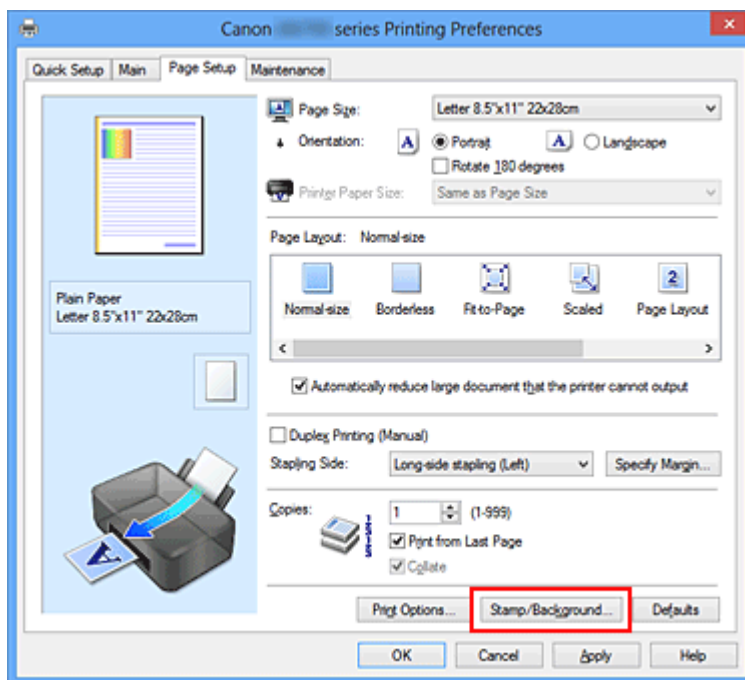 Canon series Printing Preferences
Quick Setup Main Page Setup Maintenance
Page Size: Letter 8.5"x11" 22x28cm
Orientation: A Portrait A Landscape
Rotate 180 degrees
Printer Paper Size: Same as Page Size
Page Layout: Normal-size
2
Normal-size Borderless Fit-to-Page Scaled Page Layout
Plain Paper
Letter 8.5"x11" 22x28cm
Automatically reduce large document that the printer cannot output
Duplex Printing (Manual)
Stapling Side: Long-side stapling (Left) Specify Margin...
Copies: 1 (1-999)
Print from Last Page
Collate
A
Print Options... Stamp/Background... Defaults
OK Cancel Apply Help